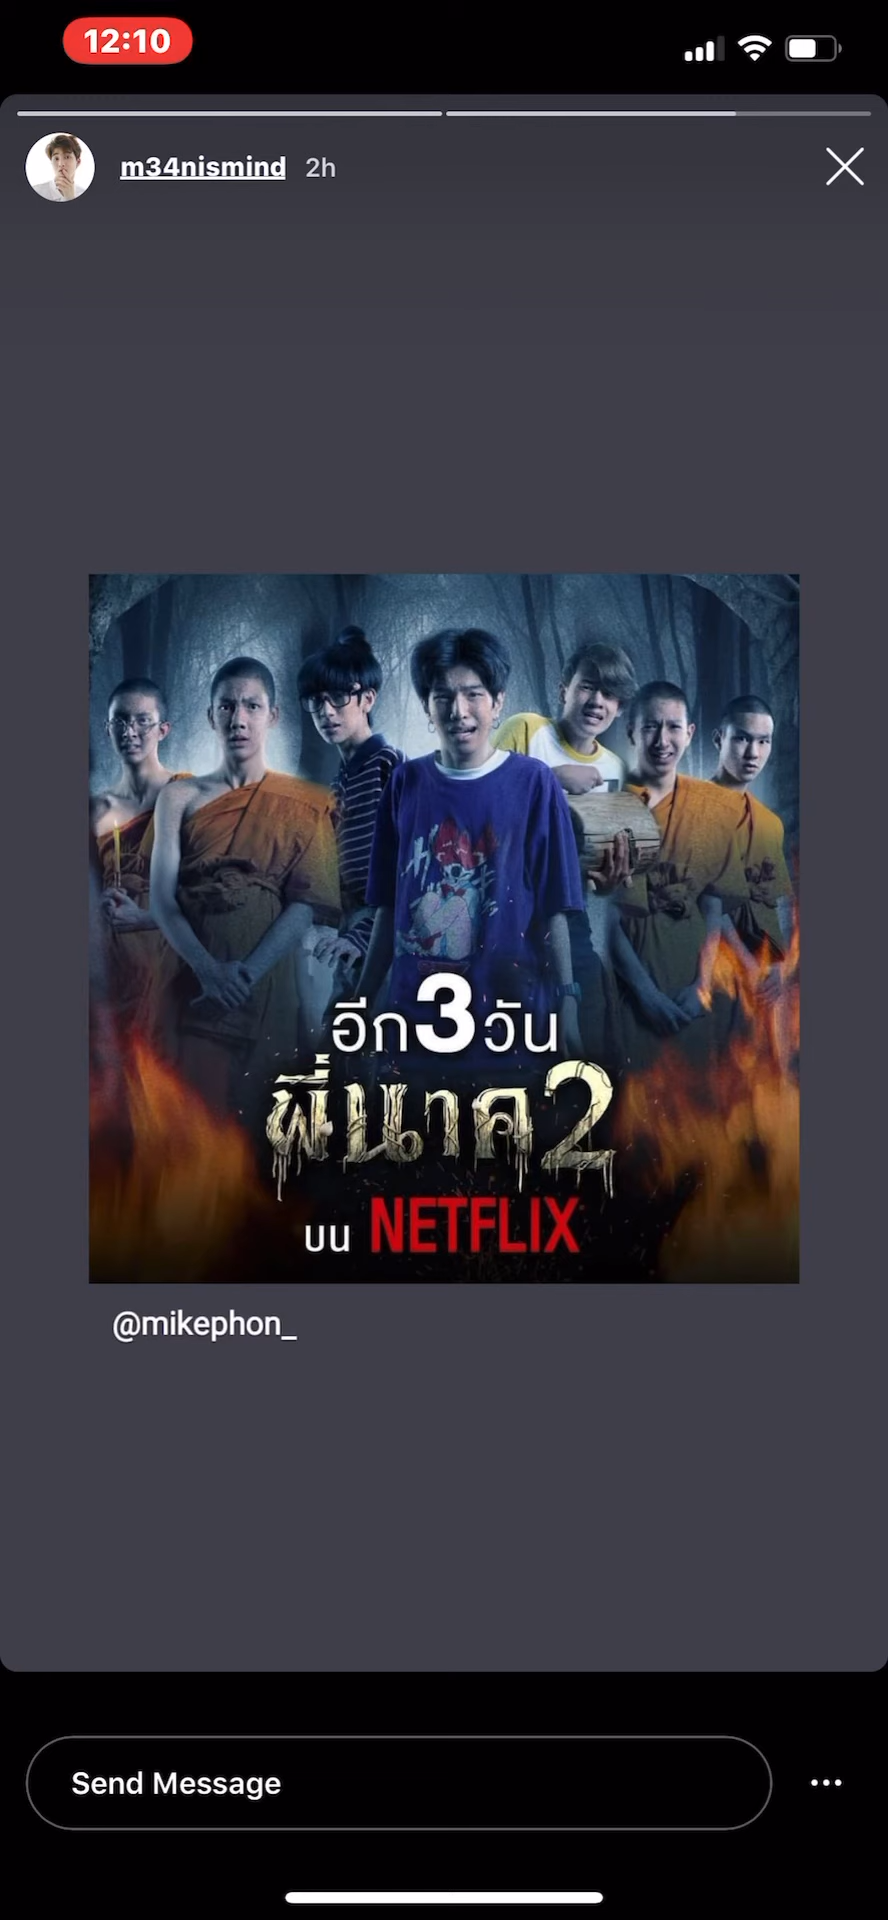 12:10
m34nismind 2h
อีก 3 วัน
พี่นาค 2
บน NETFLIX
@mikephon_
Send Message